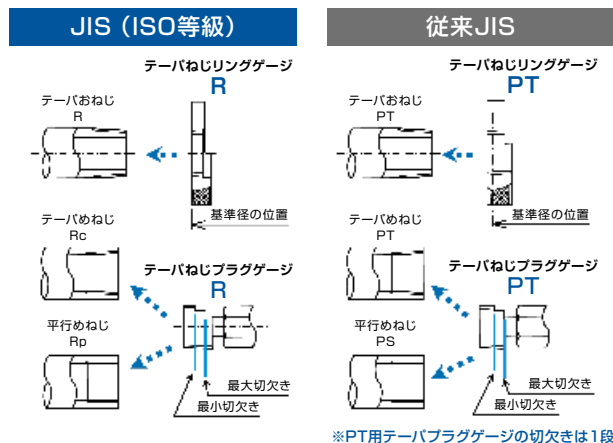 JIS（ISO等級）
テーパねじリングゲージ
R
テーパおねじ
R
基準径の位置
テーパめねじ
Rc
テーパねじプラグゲージ
R
平行めねじ
Rp
最大切欠き
最小切欠き
従来JIS
テーパねじリングゲージ
PT
テーパおねじ
PT
基準径の位置
テーパめねじ
PT
テーパねじプラグゲージ
PT
平行めねじ
PS
最大切欠き
最小切欠き
※PT用テーパプラグゲージの切欠きは1段